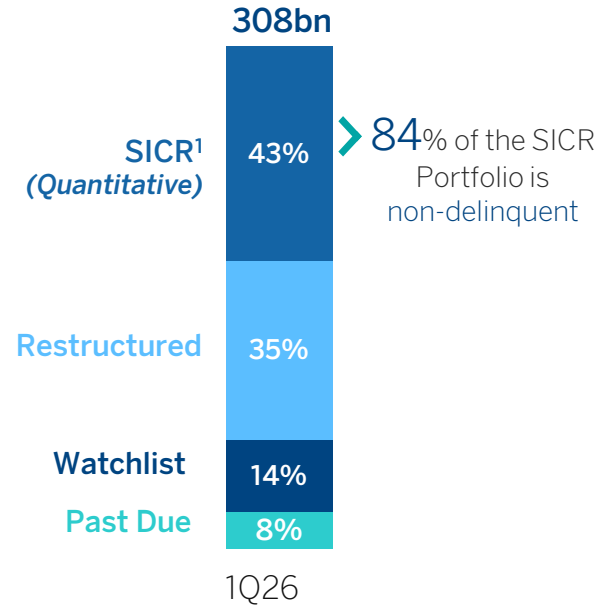 308bn
SICR¹
(Quantitative)
43%
84% of the SICR
Portfolio is
non-delinquent
Restructured
35%
Watchlist
14%
Past Due
8%
1Q26